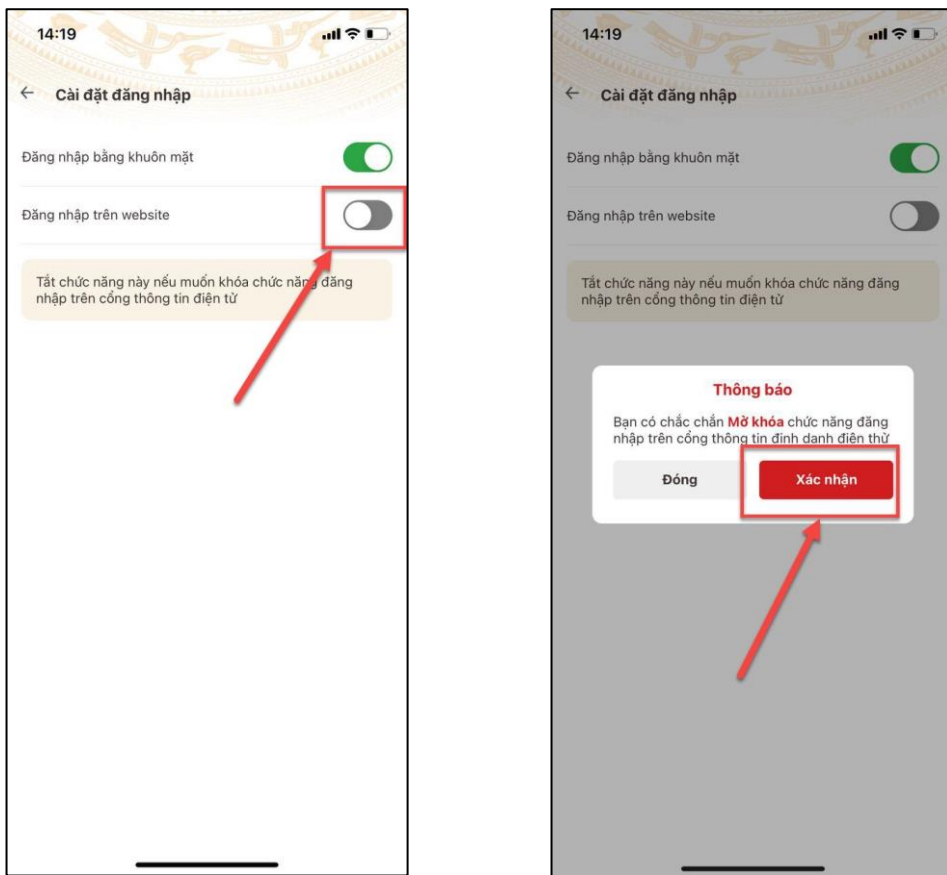 14:19
Cài đặt đăng nhập
Đăng nhập bằng khuôn mặt
Đăng nhập trên website
Tắt chức năng này nếu muốn khóa chức năng đăng
nhập trên cổng thông tin điện tử
14:19
Cài đặt đăng nhập
Đăng nhập bằng khuôn mặt
Đăng nhập trên website
Tắt chức năng này nếu muốn khóa chức năng đăng
nhập trên cổng thông tin điện tử
Thông báo
Bạn có chắc chắn Mở khóa chức năng đăng
nhập trên cổng thông tin định danh điện thử
Đóng
Xác nhận